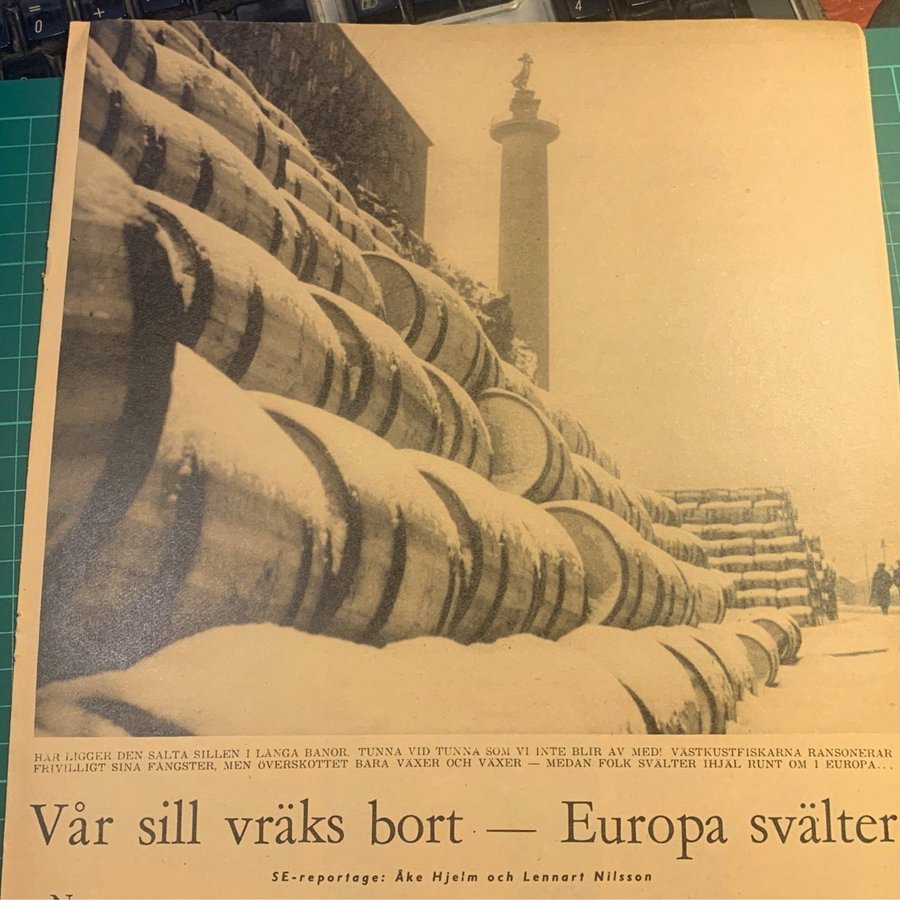 =
0
4
HÄR LIGGER DEN SALTA SILLEN I LÅNGA BANOR. TUNNA VID TUNNA SOM VI INTE BLIR AV MED! VÄSTKUSTFISKARNA RANSONERAR
FRIVILLIGT SINA FÅNGSTER, MEN ÖVERSKOTTET BARA VÄXER OCH VÄXER — MEDAN FOLK SVÄLTER IHJÄL RUNT OM I EUROPA...
Vår sill vräks bort — Europa svälter
SE-reportage: Åke Hjelm och Lennart Nilsson